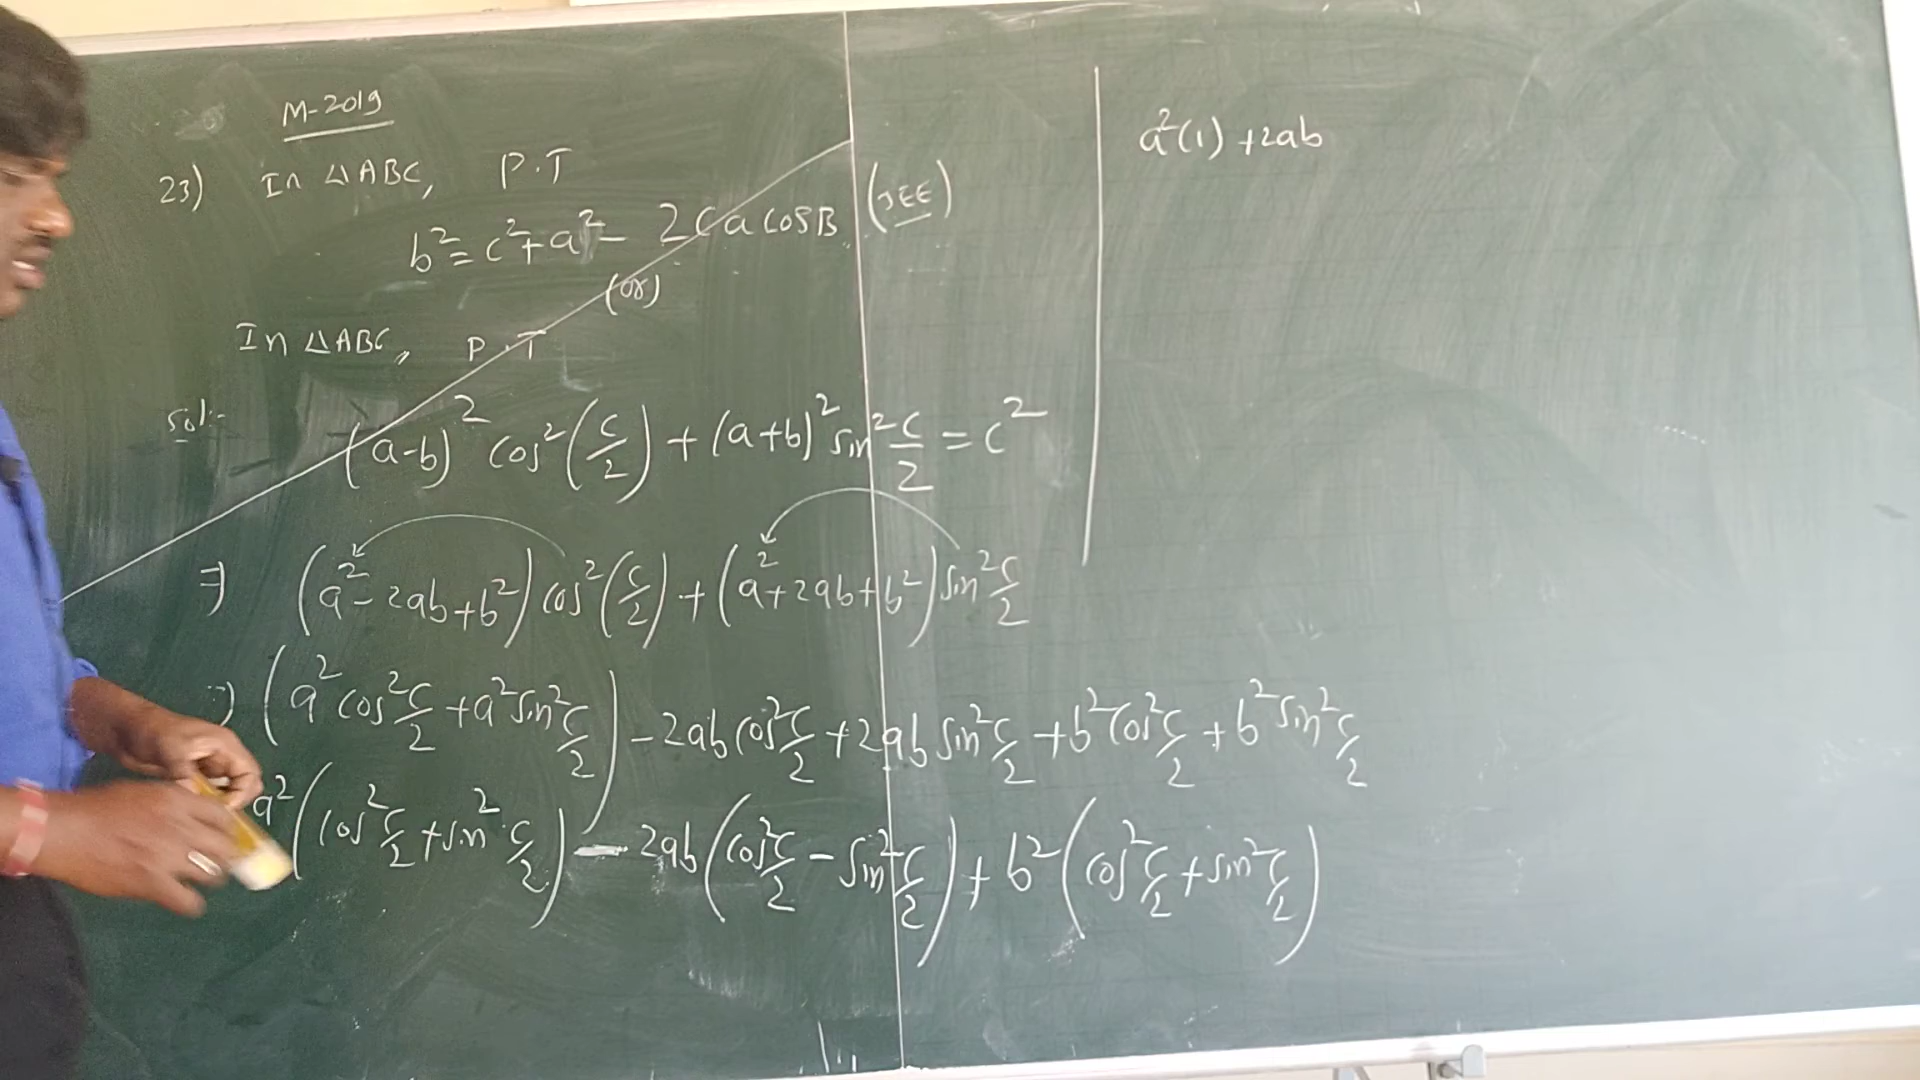 M-2019
23) In △ABC, P.T
b² = c² + a² - 2ca cosB (SEE)
(or)
In △ABC, P.T
Sol:-
(a-b)² cos²(c/2) + (a+b)² sin² c/2 = c²
⇒ (a² - 2ab + b²) cos²(c/2) + (a² + 2ab + b²) sin² c/2
⇒ (a² cos² c/2 + a² sin² c/2) - 2ab cos² c/2 + 2ab sin² c/2 + b² cos² c/2 + b² sin² c/2
a² (cos² c/2 + sin² c/2) - 2ab (cos² c/2 - sin² c/2) + b² (cos² c/2 + sin² c/2)
a²(1) + 2ab